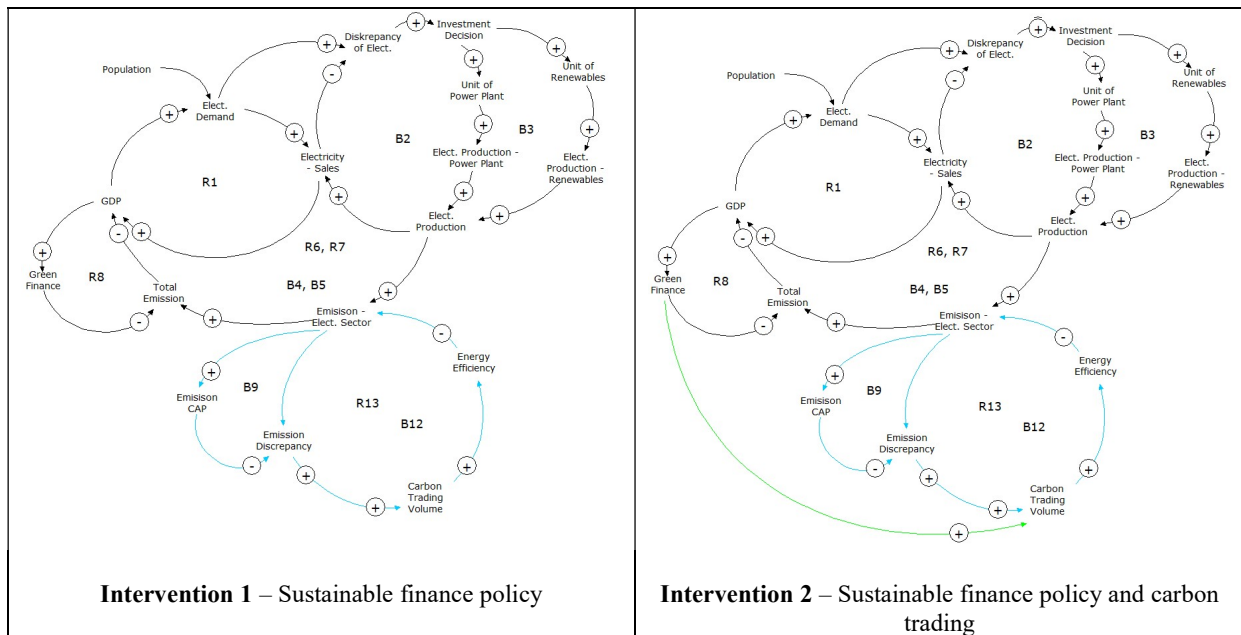 Diskrepancy
of Elect.
Investment
Decision
Population
Unit of
Renewables
Unit of
Power Plant
Elect.
Demand
B2
B3
Electricity
- Sales
Elect. Production -
Power Plant
Elect.
Production -
Renewables
R1
GDP
Elect.
Production
R6, R7
Green
Finance
R8
Total
Emission
B4, B5
Emisison -
Elect. Sector
Energy
Efficiency
B9
Emisison
CAP
R13
B12
Emission
Discrepancy
Carbon
Trading
Volume
+
+
+
+
-
+
+
+
+
+
+
+
+
-
+
-
+
+
+
-
-
+
+
+
Intervention 1 – Sustainable finance policy
Diskrepancy
of Elect.
Investment
Decision
Population
Unit of
Renewables
Unit of
Power Plant
Elect.
Demand
B2
B3
Electricity
- Sales
Elect. Production -
Power Plant
Elect.
Production -
Renewables
R1
GDP
Elect.
Production
R6, R7
Green
Finance
R8
Total
Emission
B4, B5
Emisison -
Elect. Sector
Energy
Efficiency
B9
Emisison
CAP
R13
B12
Emission
Discrepancy
Carbon
Trading
Volume
+
+
+
+
-
+
+
+
+
+
+
+
+
-
+
-
+
+
+
-
-
+
+
+
+
Intervention 2 – Sustainable finance policy and carbon
trading